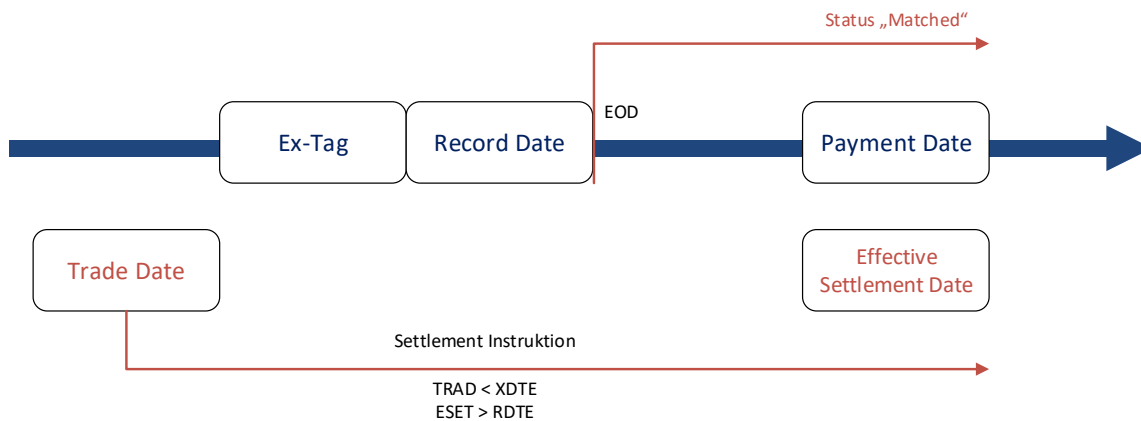 Status „Matched“
EOD
Ex-Tag
Record Date
Payment Date
Trade Date
Effective
Settlement Date
Settlement Instruktion
TRAD < XDTE
ESET > RDTE